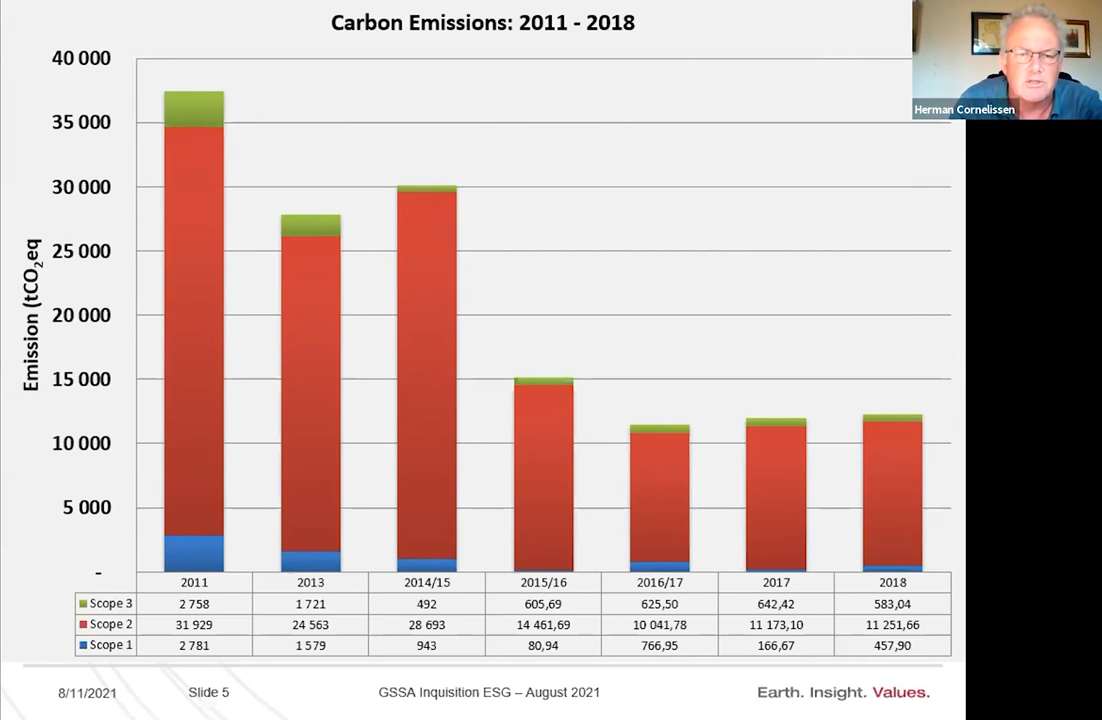 Carbon Emissions: 2011 - 2018
Herman Cornelissen
Emission (tCO2eq
40 000
35 000
30 000
25 000
20 000
15 000
10 000
5 000
-
2011 2013 2014/15 2015/16 2016/17 2017 2018
Scope 3 2 758 1 721 492 605,69 625,50 642,42 583,04
Scope 2 31 929 24 563 28 693 14 461,69 10 041,78 11 173,10 11 251,66
Scope 1 2 781 1 579 943 80,94 766,95 166,67 457,90
8/11/2021 Slide 5 GSSA Inquisition ESG – August 2021 Earth. Insight. Values.